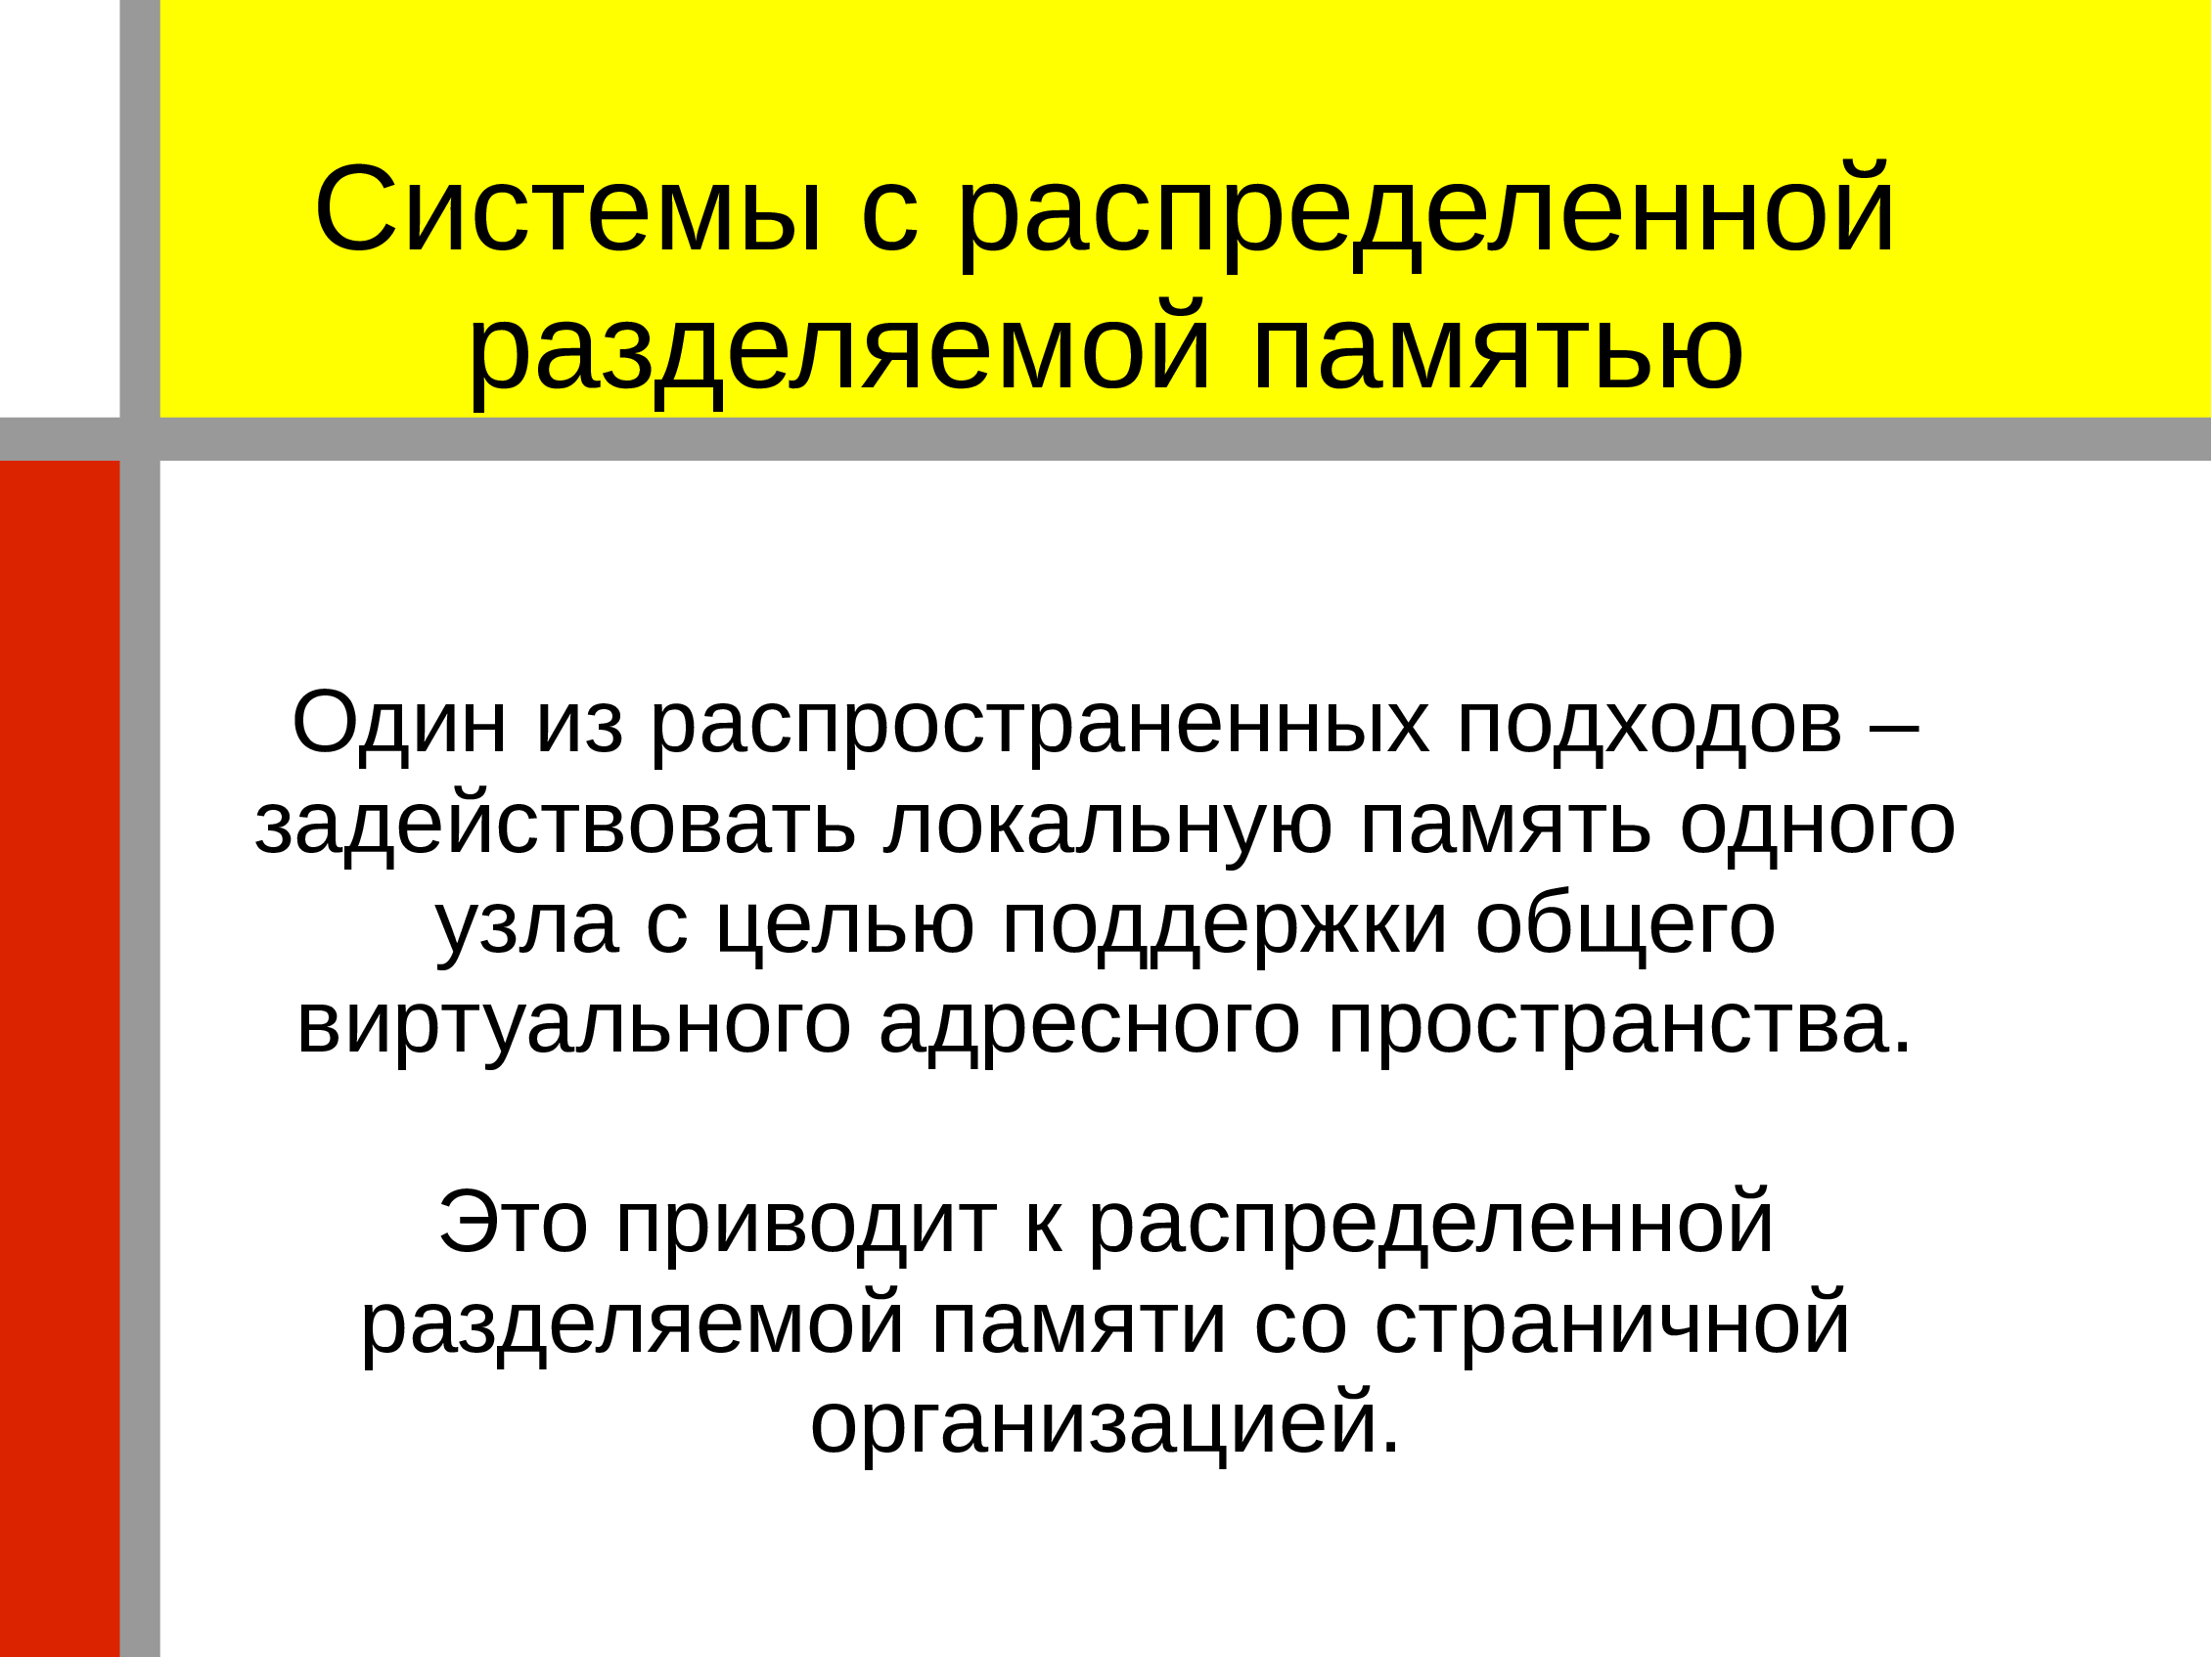 Системы с распределенной
разделяемой памятью
Один из распространенных подходов –
задействовать локальную память одного
узла с целью поддержки общего
виртуального адресного пространства.
Это приводит к распределенной
разделяемой памяти со страничной
организацией.